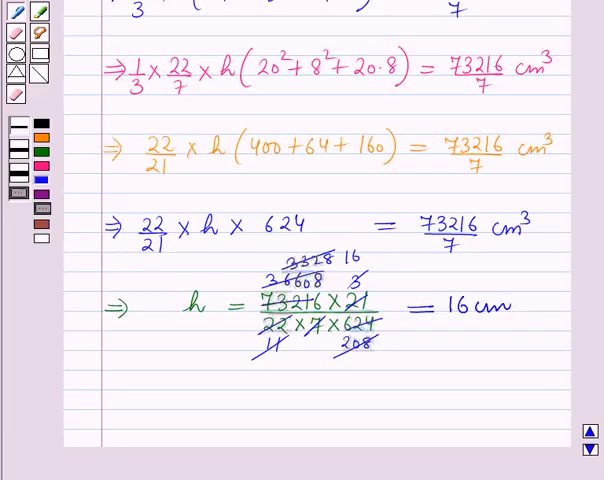 ⇒ 1/3 × 22/7 × h ( 20² + 8² + 20·8 ) = 73216/7 cm³
⇒ 22/21 × h ( 400 + 64 + 160 ) = 73216/7 cm³
⇒ 22/21 × h × 624 = 73216/7 cm³
3328 16
36608 3
⇒ h = 73216 × 21 / 22 × 7 × 624 = 16 cm
11 208